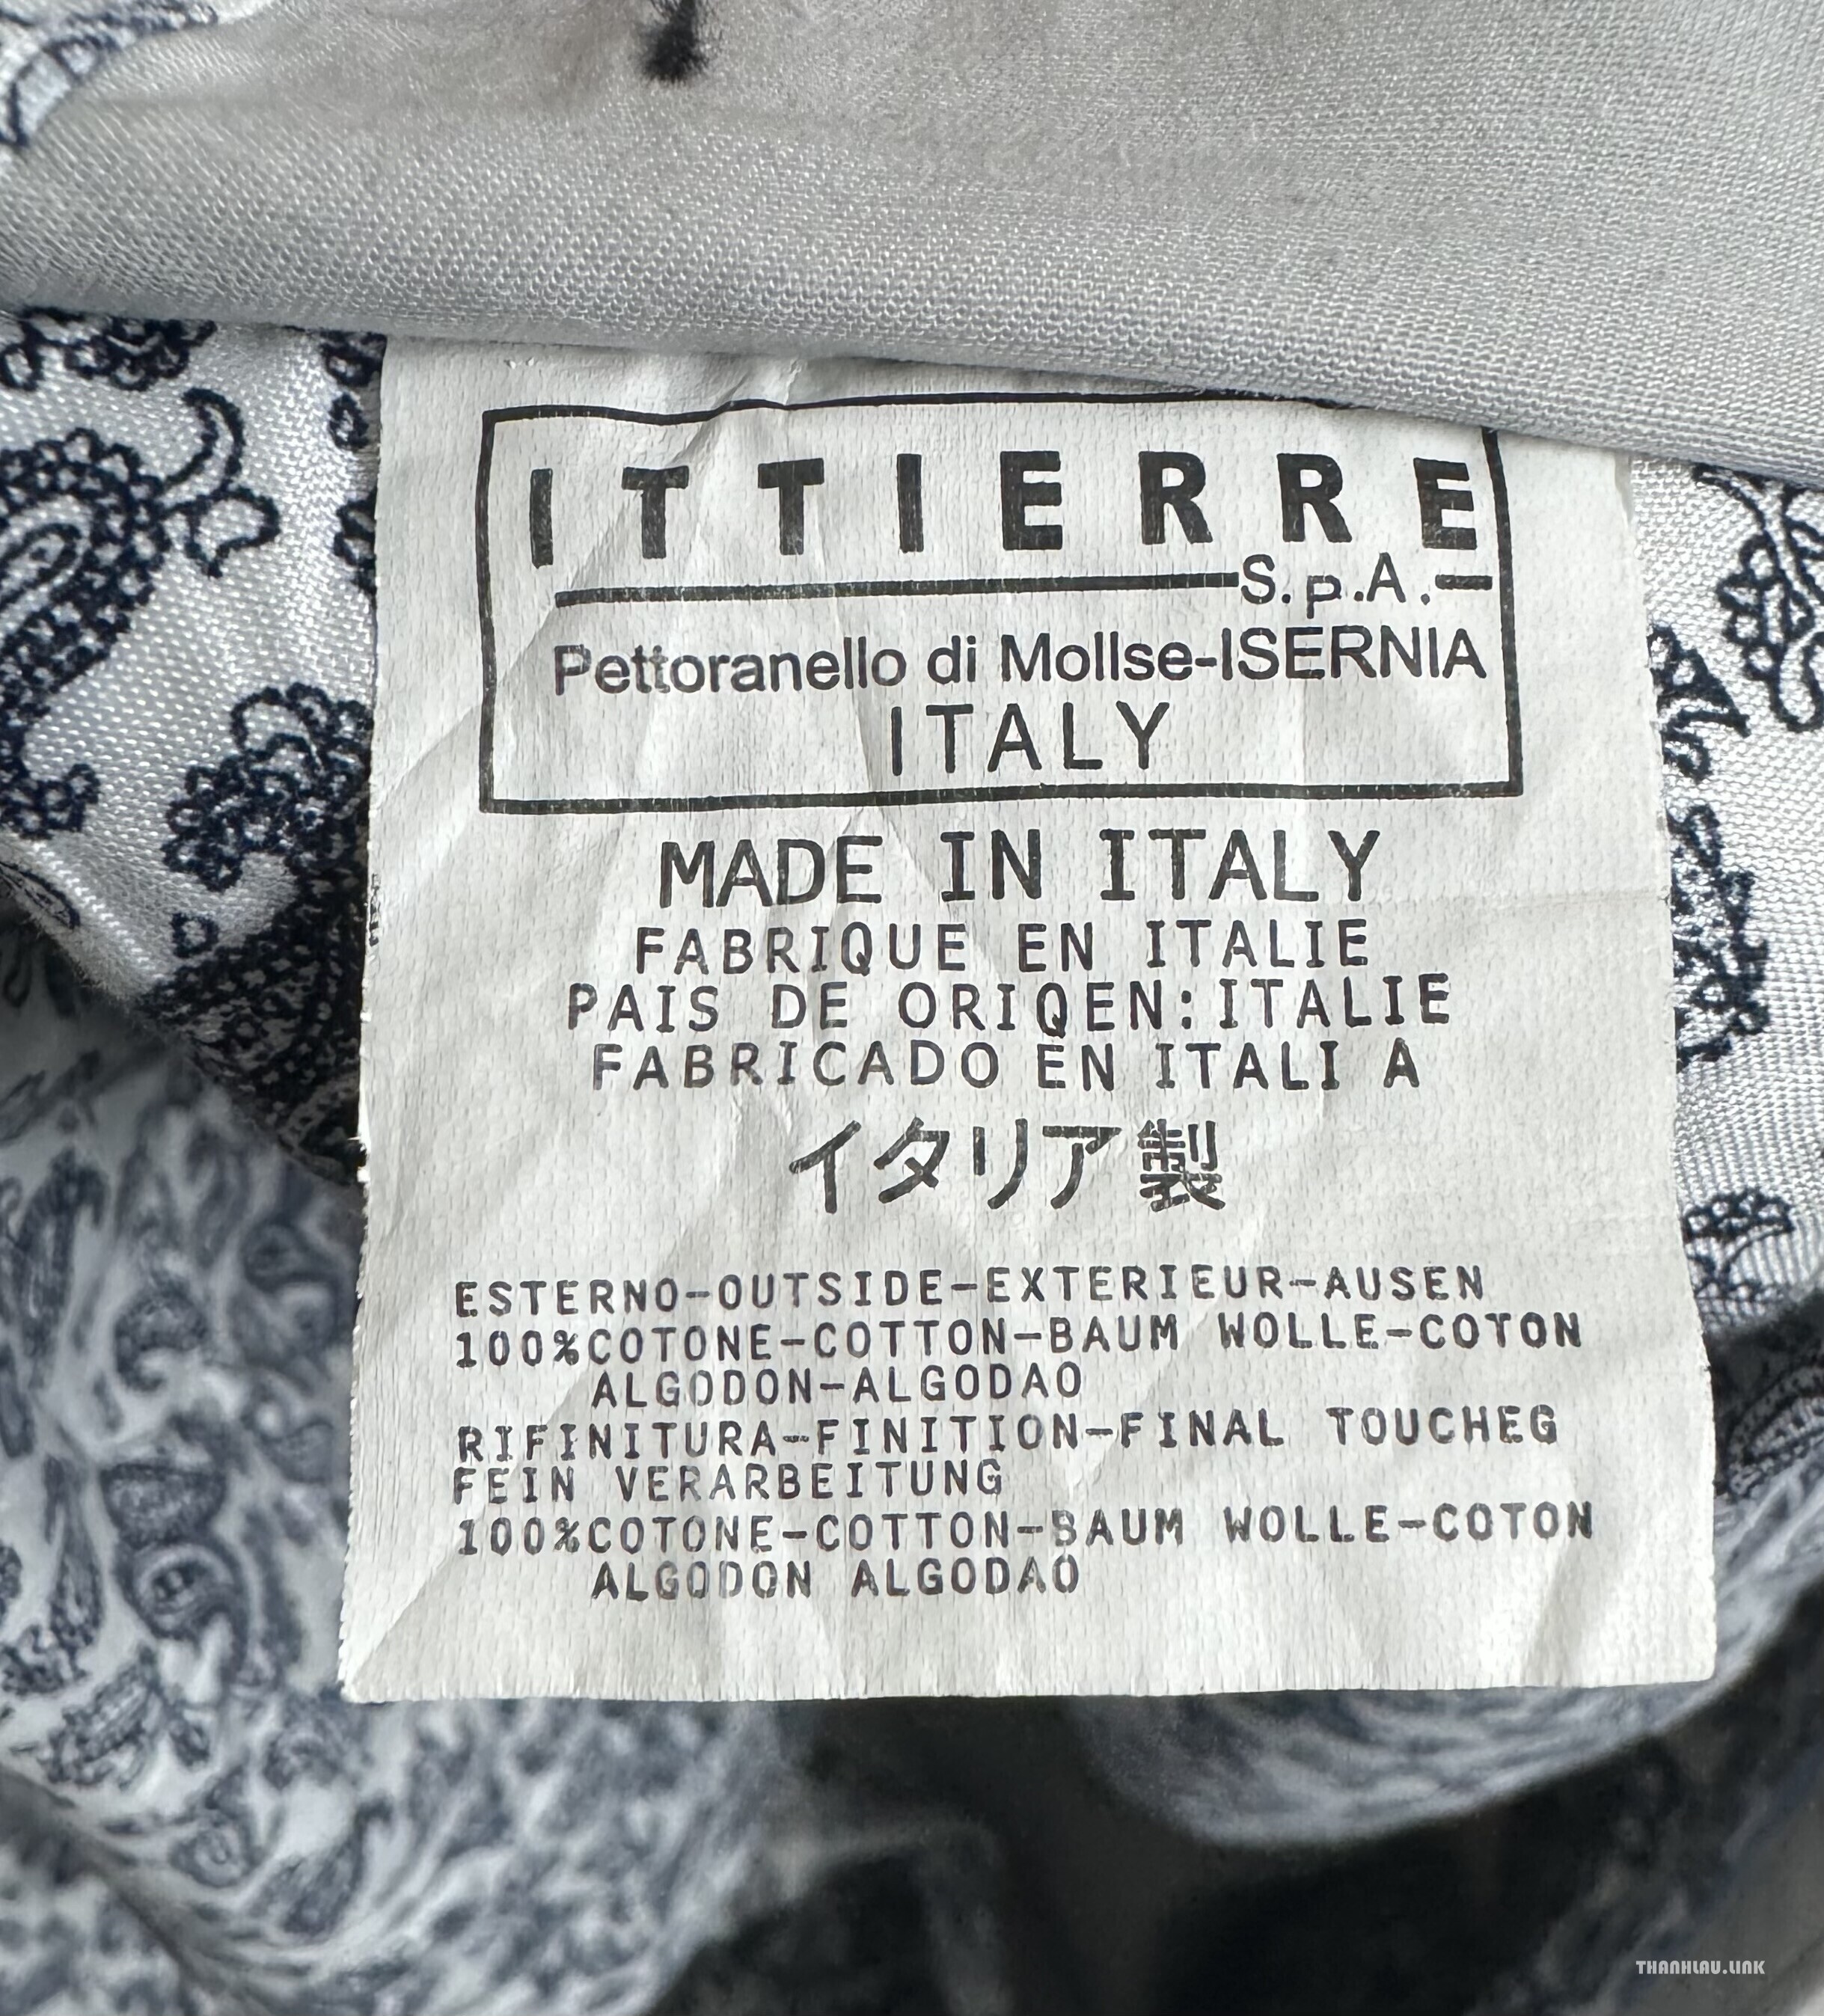 ITTIERRE
S.p.A.
Pettoranello di Mollse-ISERNIA
ITALY
MADE IN ITALY
FABRIQUE EN ITALIE
PAIS DE ORIQEN:ITALIE
FABRICADO EN ITALI A
イタリア製
ESTERNO-OUTSIDE-EXTERIEUR-AUSEN
100%COTONE-COTTON-BAUM WOLLE-COTON
ALGODON-ALGODAO
RIFINITURA-FINITION-FINAL TOUCHEG
FEIN VERARBEITUNG
100%COTONE-COTTON-BAUM WOLLE-COTON
ALGODON ALGODAO
THANHLAU.LINK